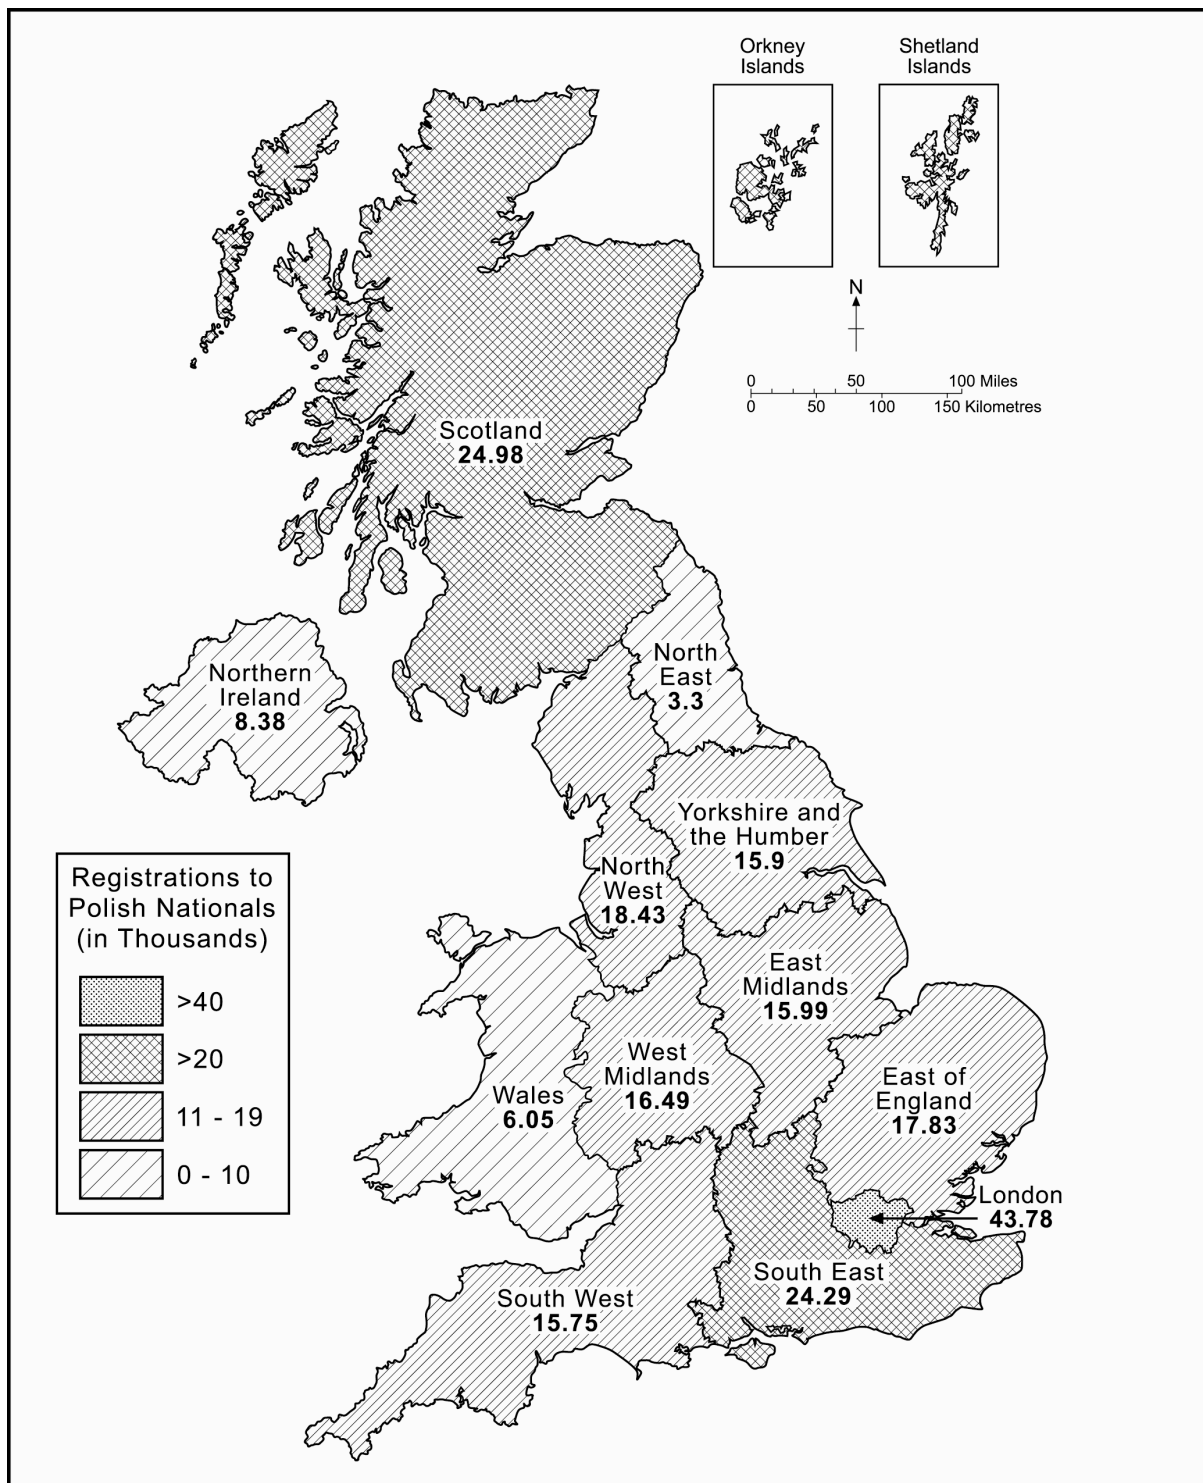 Orkney
Islands
Shetland
Islands
N
0 50 100 Miles
0 50 100 150 Kilometres
Scotland
24.98
Northern
Ireland
8.38
North
East
3.3
Yorkshire and
the Humber
15.9
North
West
18.43
East
Midlands
15.99
West
Midlands
16.49
Wales
6.05
East of
England
17.83
London
43.78
South East
24.29
South West
15.75
Registrations to
Polish Nationals
(in Thousands)
>40
>20
11 - 19
0 - 10